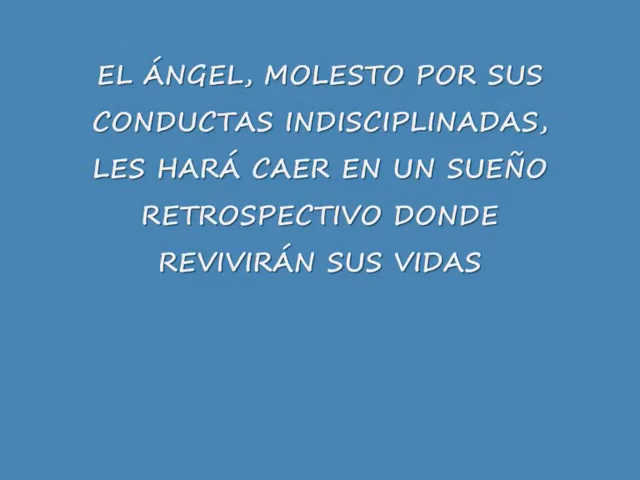 EL ÁNGEL, MOLESTO POR SUS
CONDUCTAS INDISCIPLINADAS,
LES HARÁ CAER EN UN SUEÑO
RETROSPECTIVO DONDE
REVIVIRÁN SUS VIDAS